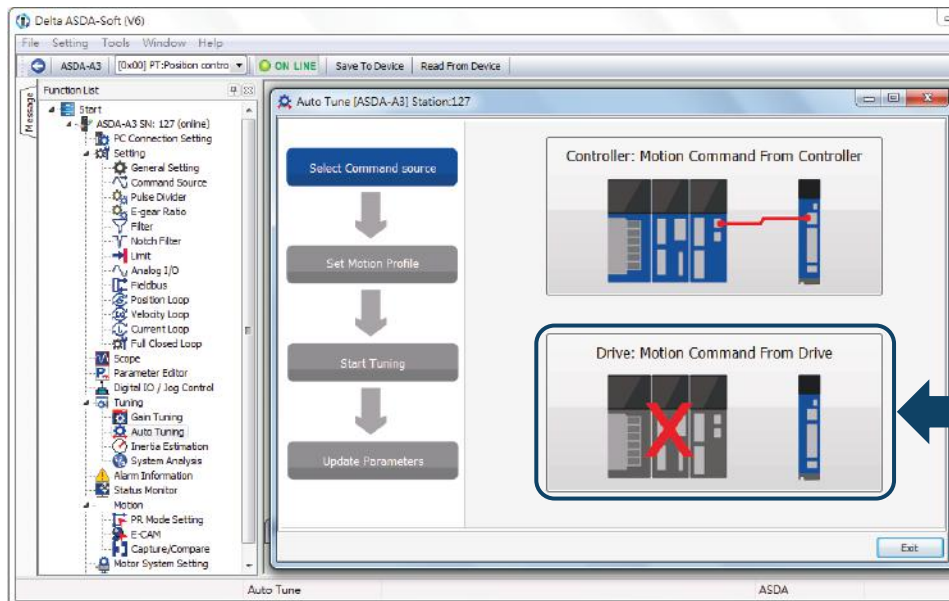 Delta ASDA-Soft (V6)
File Setting Tools Window Help
ASDA-A3 [0x00] PT:Position contro ON LINE Save To Device Read From Device
Message
Function List
Start
ASDA-A3 SN: 127 (online)
PC Connection Setting
Setting
General Setting
Command Source
Pulse Divider
E-gear Ratio
Filter
Notch Filter
Limit
Analog I/O
Fieldbus
Position Loop
Velocity Loop
Current Loop
Full Closed Loop
Scope
Parameter Editor
Digital IO / Jog Control
Tuning
Gain Tuning
Auto Tuning
Inertia Estimation
System Analysis
Alarm Information
Status Monitor
Motion
PR Mode Setting
E-CAM
Capture/Compare
Motor System Setting
Auto Tune [ASDA-A3] Station:127
Select Command source
Set Motion Profile
Start Tuning
Update Parameters
Controller: Motion Command From Controller
Drive: Motion Command From Drive
Exit
Auto Tune
ASDA